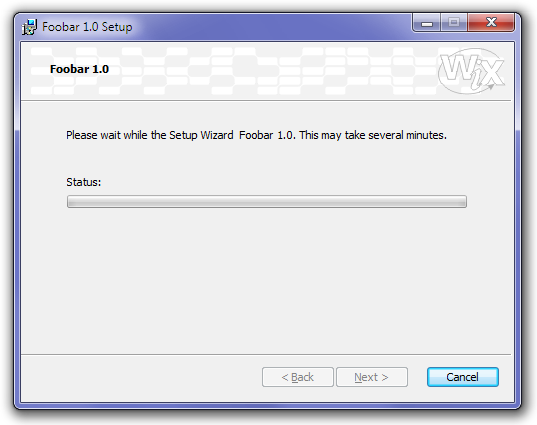 Foobar 1.0 Setup
Foobar 1.0
WiX
Please wait while the Setup Wizard  Foobar 1.0. This may take several minutes.
Status:
< Back
Next >
Cancel